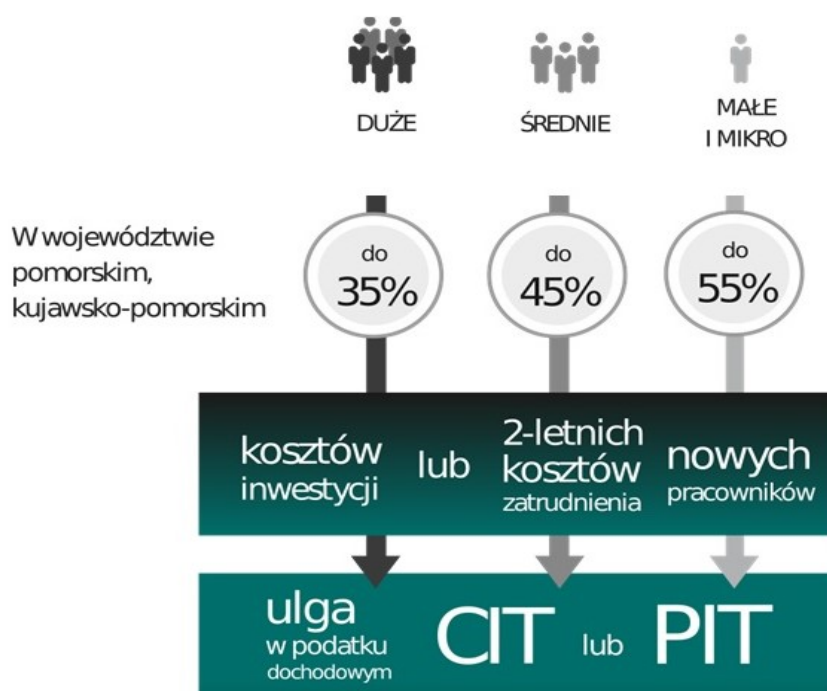 DUŻE
ŚREDNIE
MAŁE
I MIKRO
W województwie
pomorskim,
kujawsko-pomorskim
do
35%
do
45%
do
55%
kosztów
inwestycji
lub
2-letnich
kosztów
zatrudnienia
nowych
pracowników
ulga
w podatku
dochodowym
CIT lub PIT